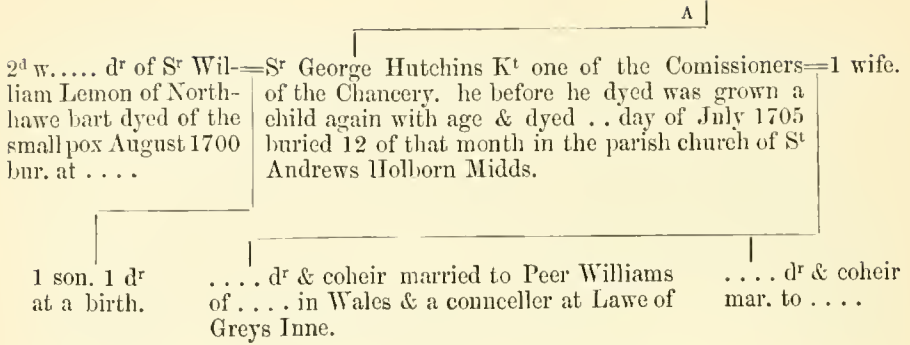 A
2ᵈ w..... dʳ of Sʳ Wil-
liam Lemon of North-
hawe bart dyed of the
small pox August 1700
bur. at . . . .
Sʳ George Hutchins Kᵗ one of the Comissioners
of the Chancery. he before he dyed was grown a
child again with age & dyed . . day of July 1705
buried 12 of that month in the parish church of Sᵗ
Andrews Holborn Midds.
1 wife.
1 son. 1 dʳ
at a birth.
. . . . dʳ & coheir married to Peer Williams
of . . . . in Wales & a counceller at Lawe of
Greys Inne.
. . . . dʳ & coheir
mar. to . . . .